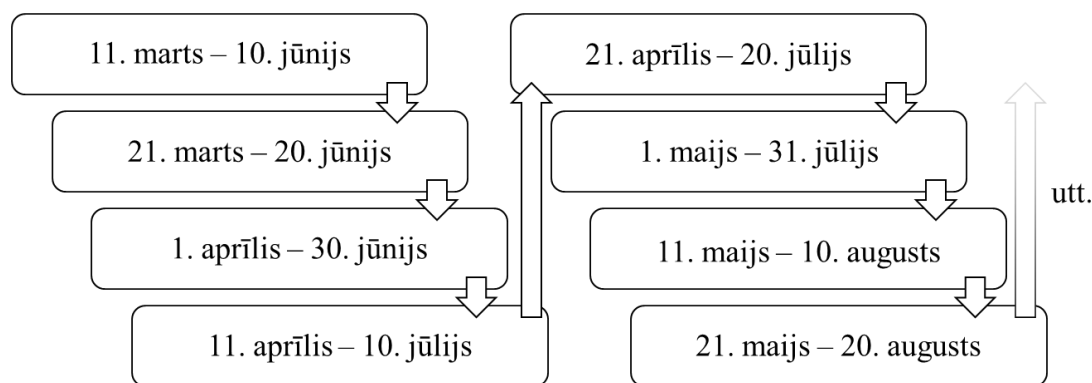 11. marts – 10. jūnijs
21. marts – 20. jūnijs
1. aprīlis – 30. jūnijs
11. aprīlis – 10. jūlijs
21. aprīlis – 20. jūlijs
1. maijs – 31. jūlijs
11. maijs – 10. augusts
21. maijs – 20. augusts
utt.